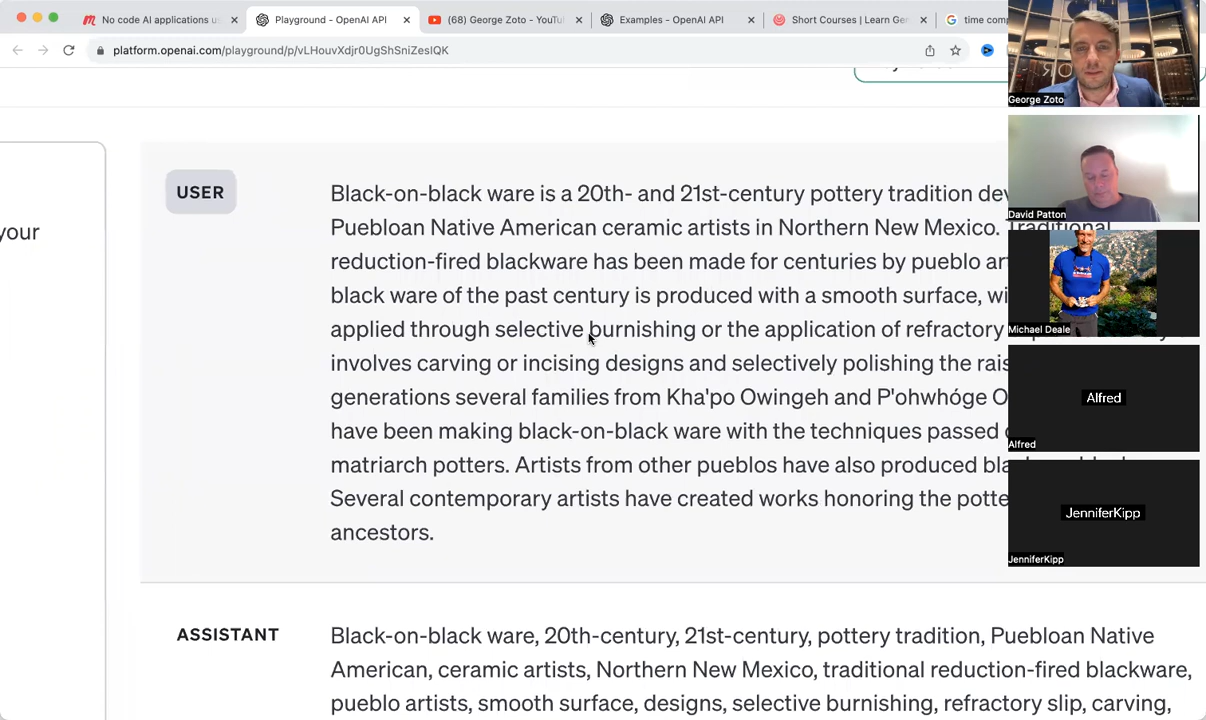 No code AI applications u
Playground - OpenAI API
(68) George Zoto - YouTu
Examples - OpenAI API
Short Courses | Learn Ge
time comp
platform.openai.com/playground/p/vLHouvXdjr0UgShSniZesIQK
George Zoto
David Patton
Michael Deale
Alfred
Alfred
JenniferKipp
JenniferKipp
your
USER
Black-on-black ware is a 20th- and 21st-century pottery tradition dev
Puebloan Native American ceramic artists in Northern New Mexico. Traditional
reduction-fired blackware has been made for centuries by pueblo ar
black ware of the past century is produced with a smooth surface, wi
applied through selective burnishing or the application of refractory
involves carving or incising designs and selectively polishing the rais
generations several families from Kha'po Owingeh and P'ohwhóge O
have been making black-on-black ware with the techniques passed
matriarch potters. Artists from other pueblos have also produced bla
Several contemporary artists have created works honoring the potte
ancestors.
ASSISTANT
Black-on-black ware, 20th-century, 21st-century, pottery tradition, Puebloan Native
American, ceramic artists, Northern New Mexico, traditional reduction-fired blackware,
pueblo artists, smooth surface, designs, selective burnishing, refractory slip, carving,